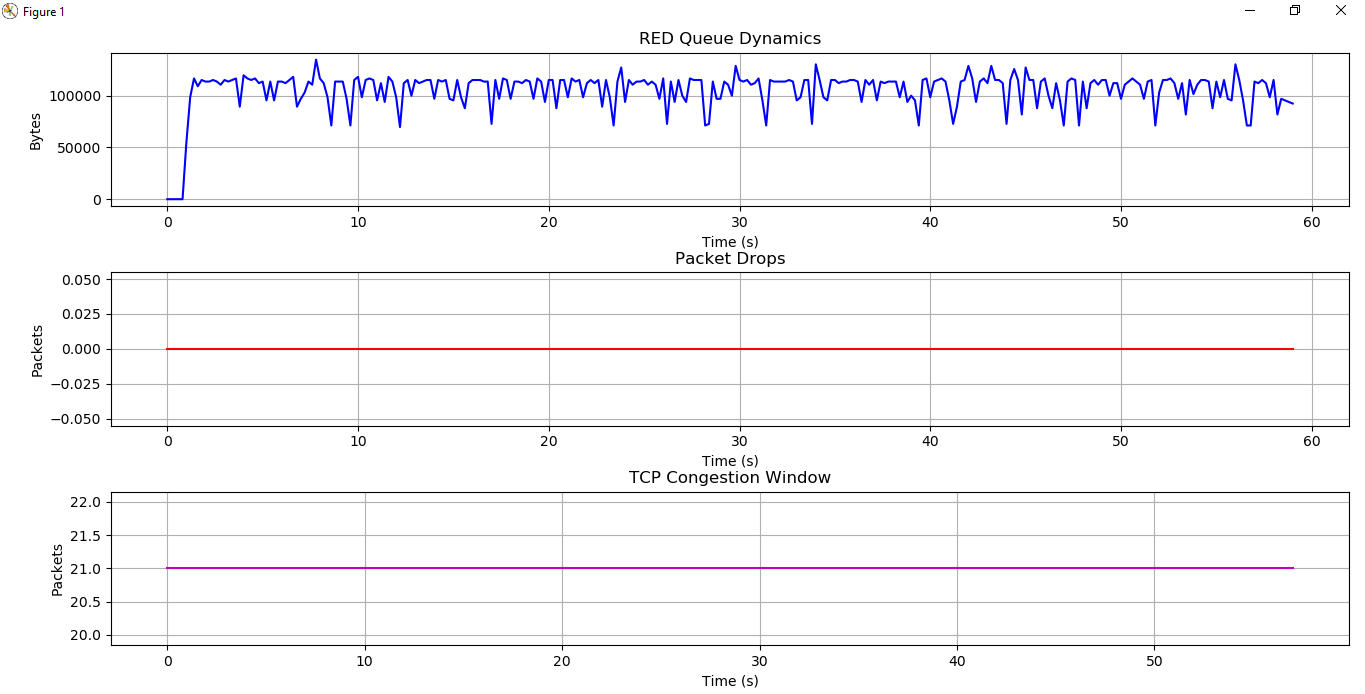 Figure 1
RED Queue Dynamics
Bytes
100000
50000
0
0 10 20 30 40 50 60
Time (s)
Packet Drops
Packets
0.050
0.025
0.000
−0.025
−0.050
0 10 20 30 40 50 60
Time (s)
TCP Congestion Window
Packets
22.0
21.5
21.0
20.5
20.0
0 10 20 30 40 50
Time (s)